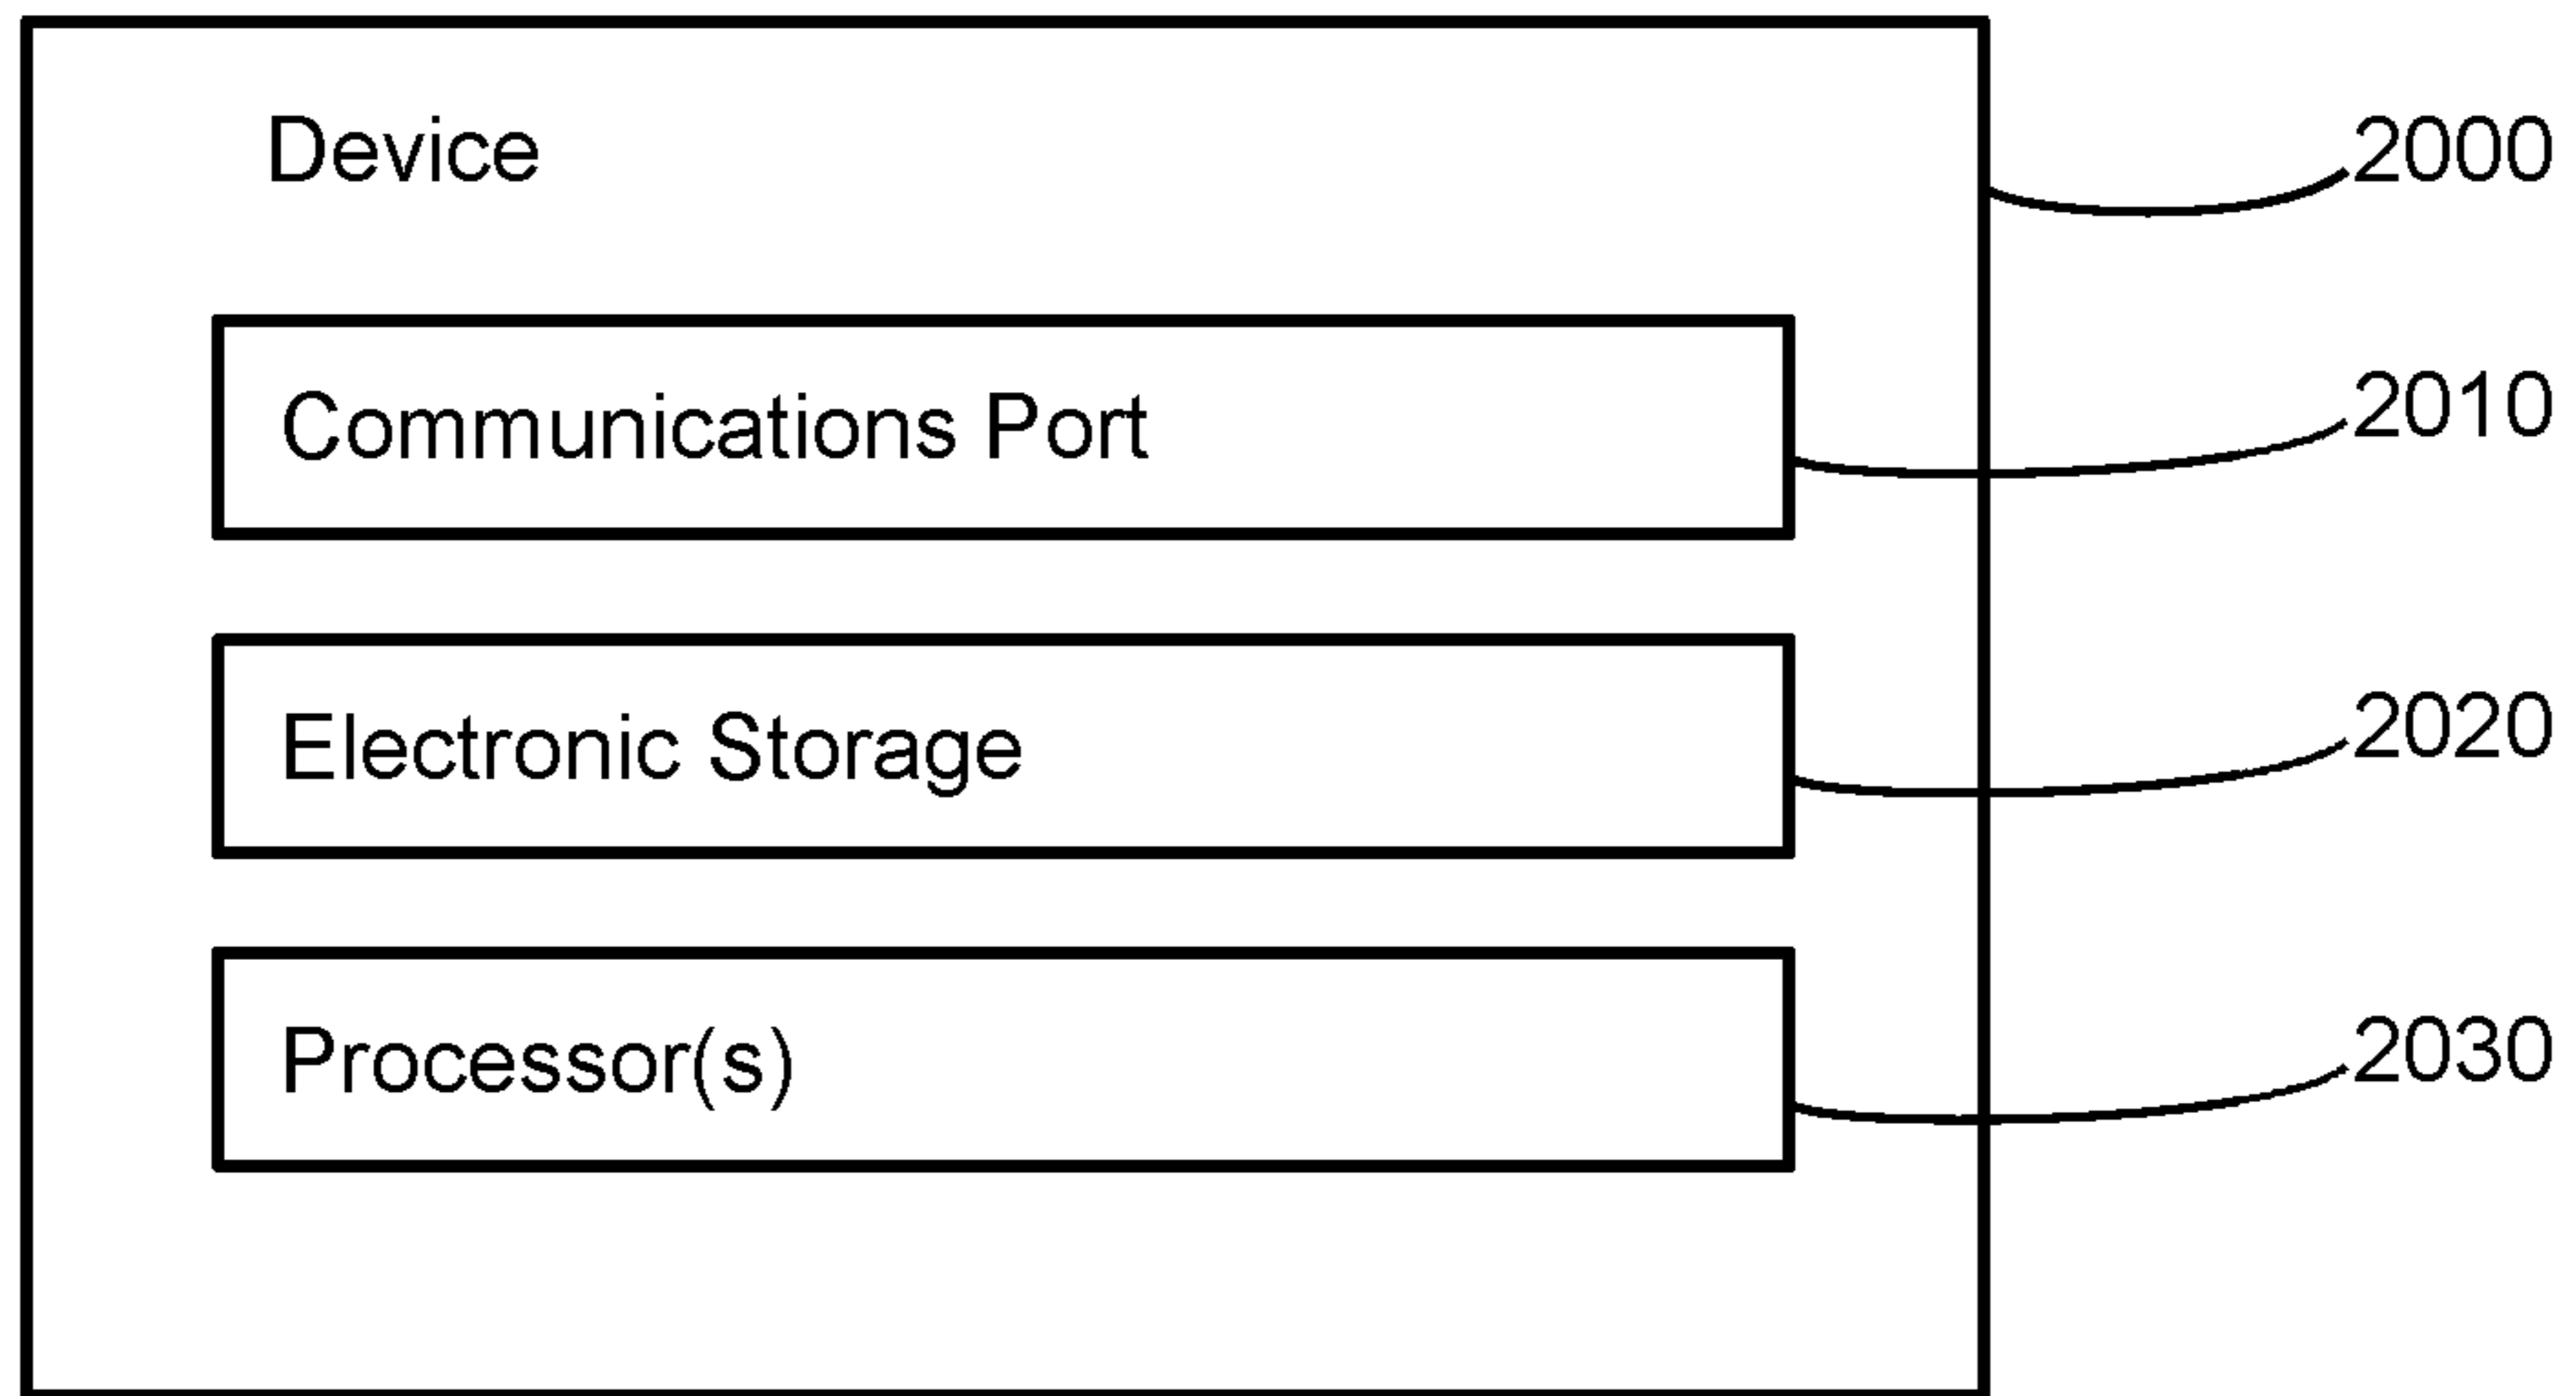 Device
2000
Communications Port
2010
Electronic Storage
2020
Processor(s)
2030